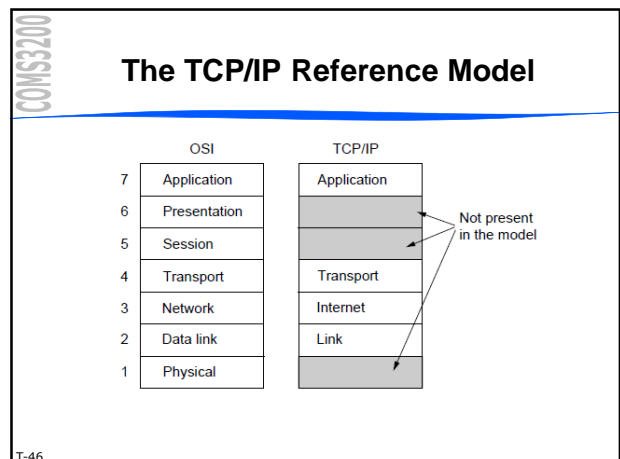 COMS3200
The TCP/IP Reference Model
OSI TCP/IP
7 Application Application
6 Presentation
Not present
in the model
5 Session
4 Transport Transport
3 Network Internet
2 Data link Link
1 Physical
T-46